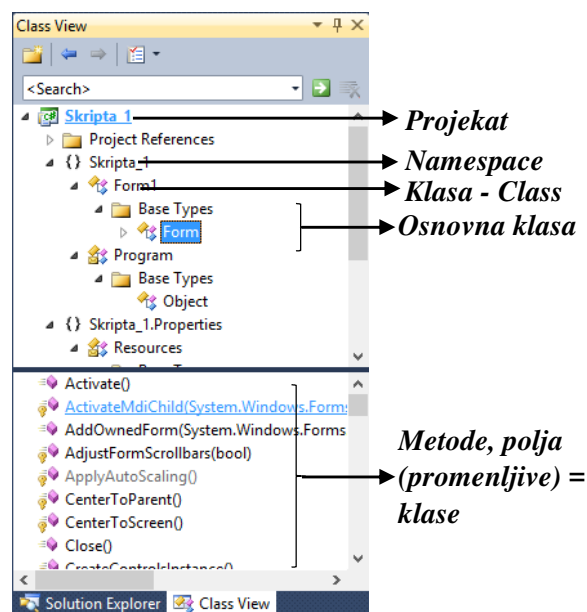 Class View
<Search>
Skripta_1
Projekat
Project References
{} Skripta_1
Namespace
Form1
Klasa - Class
Base Types
Osnovna klasa
Form
Program
Base Types
Object
{} Skripta_1.Properties
Resources
Activate()
ActivateMdiChild(System.Windows.Forms
AddOwnedForm(System.Windows.Forms
AdjustFormScrollbars(bool)
ApplyAutoScaling()
CenterToParent()
CenterToScreen()
Close()
Metode, polja
(promenljive) =
klase
CreateControlsInstance()
Solution Explorer
Class View